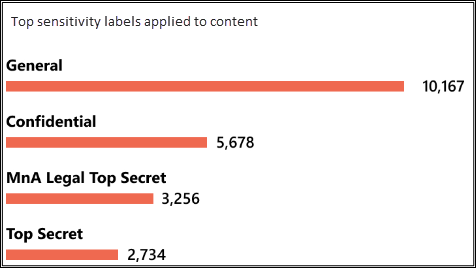 Top sensitivity labels applied to content
General
10,167
Confidential
5,678
MnA Legal Top Secret
3,256
Top Secret
2,734